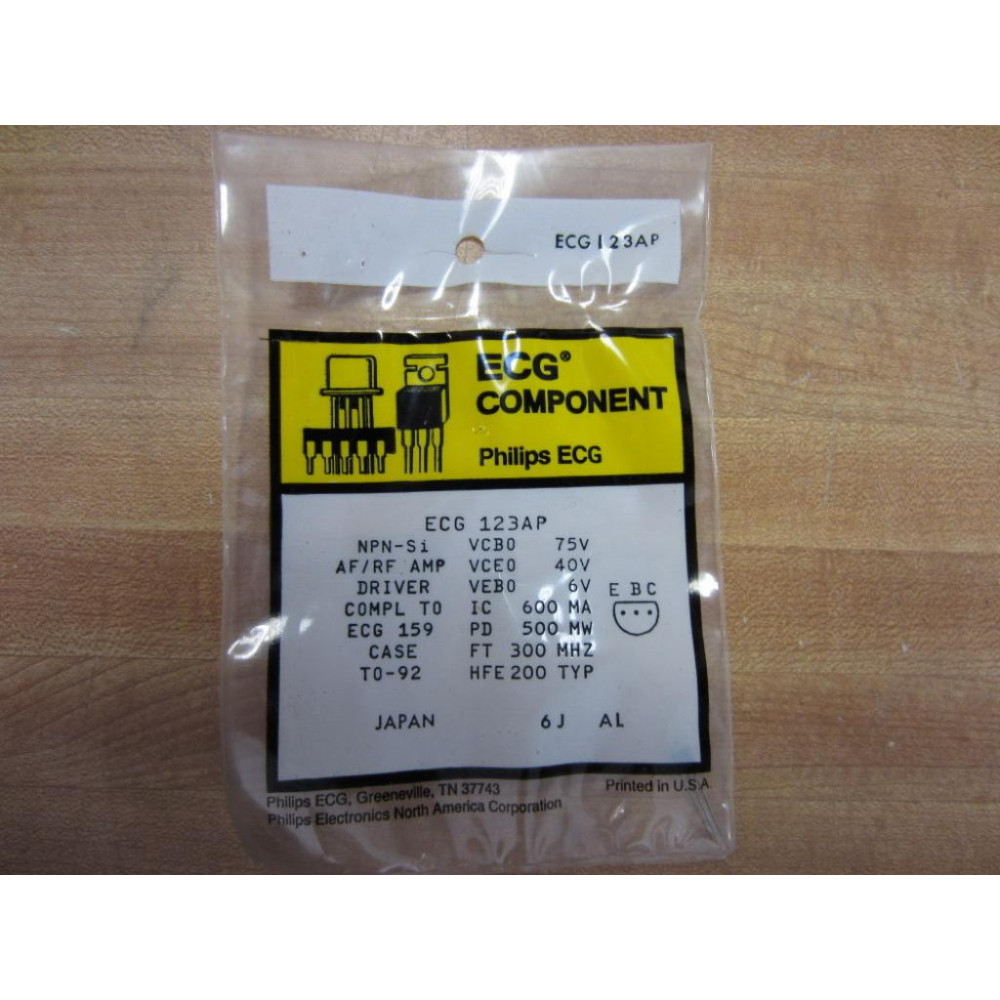 ECG 123AP
ECG®
COMPONENT
Philips ECG
ECG 123AP
NPN-Si VCBO 75V
AF/RF AMP VCEO 40V
DRIVER VEBO 6V E B C
COMPL TO IC 600 MA
ECG 159 PD 500 MW
CASE FT 300 MHZ
TO-92 HFE 200 TYP
JAPAN 6J AL
Philips ECG, Greeneville, TN 37743 Printed in U.S.A.
Philips Electronics North America Corporation